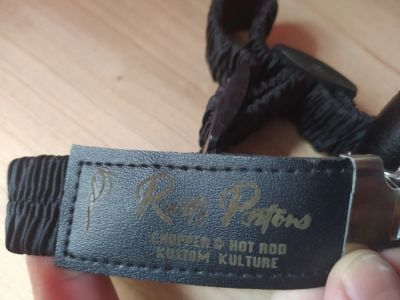 Rusty Pistons
CHOPPER & HOT ROD
KUSTOM KULTURE